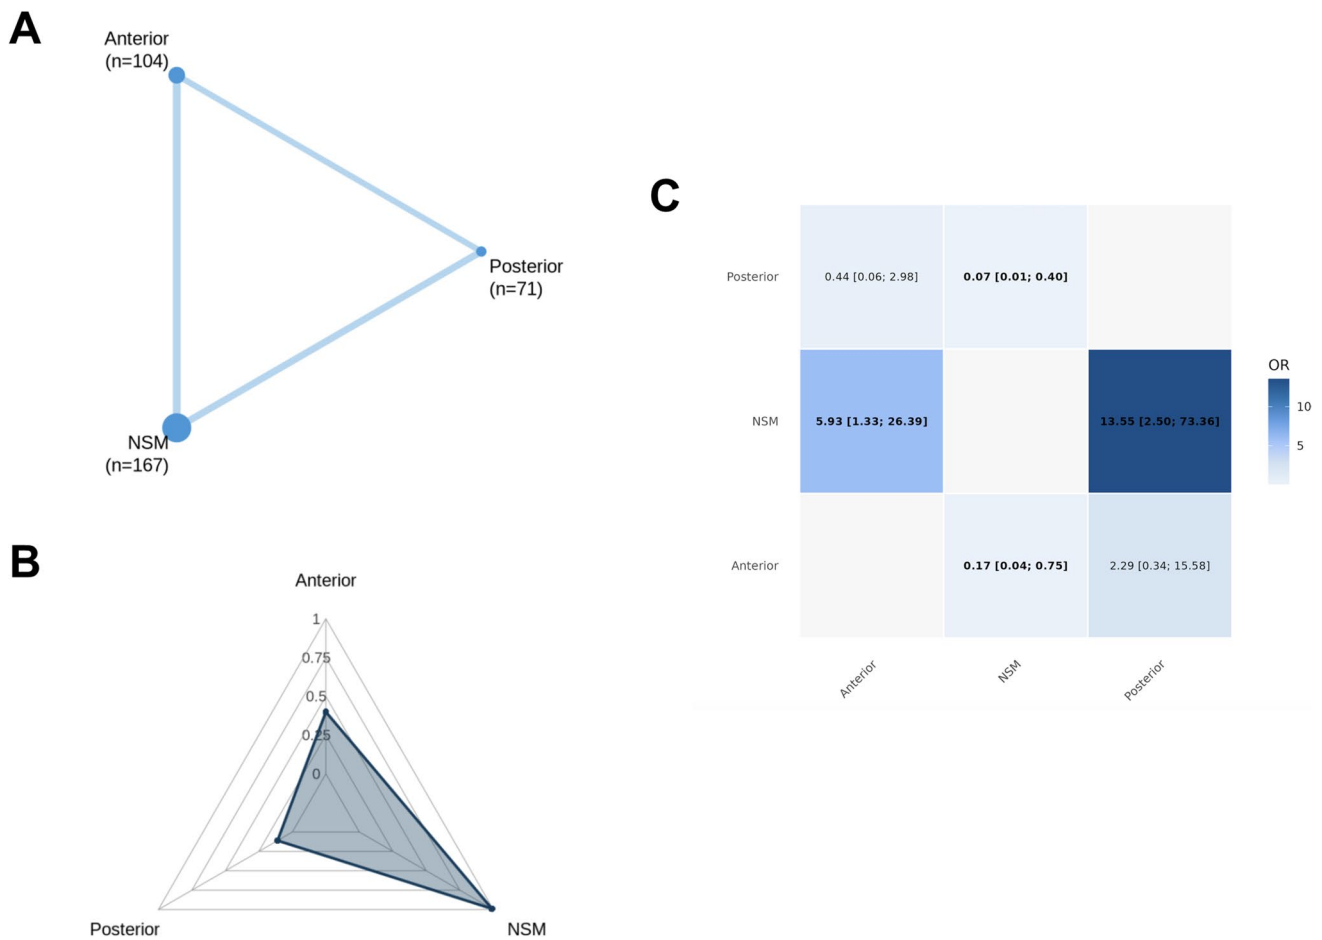 A
Anterior
(n=104)
Posterior
(n=71)
NSM
(n=167)
B
Anterior
1
0.75
0.5
0.25
0
Posterior
NSM
C
Posterior
0.44 [0.06; 2.98]
0.07 [0.01; 0.40]
NSM
5.93 [1.33; 26.39]
13.55 [2.50; 73.36]
Anterior
0.17 [0.04; 0.75]
2.29 [0.34; 15.58]
Anterior
NSM
Posterior
OR
10
5